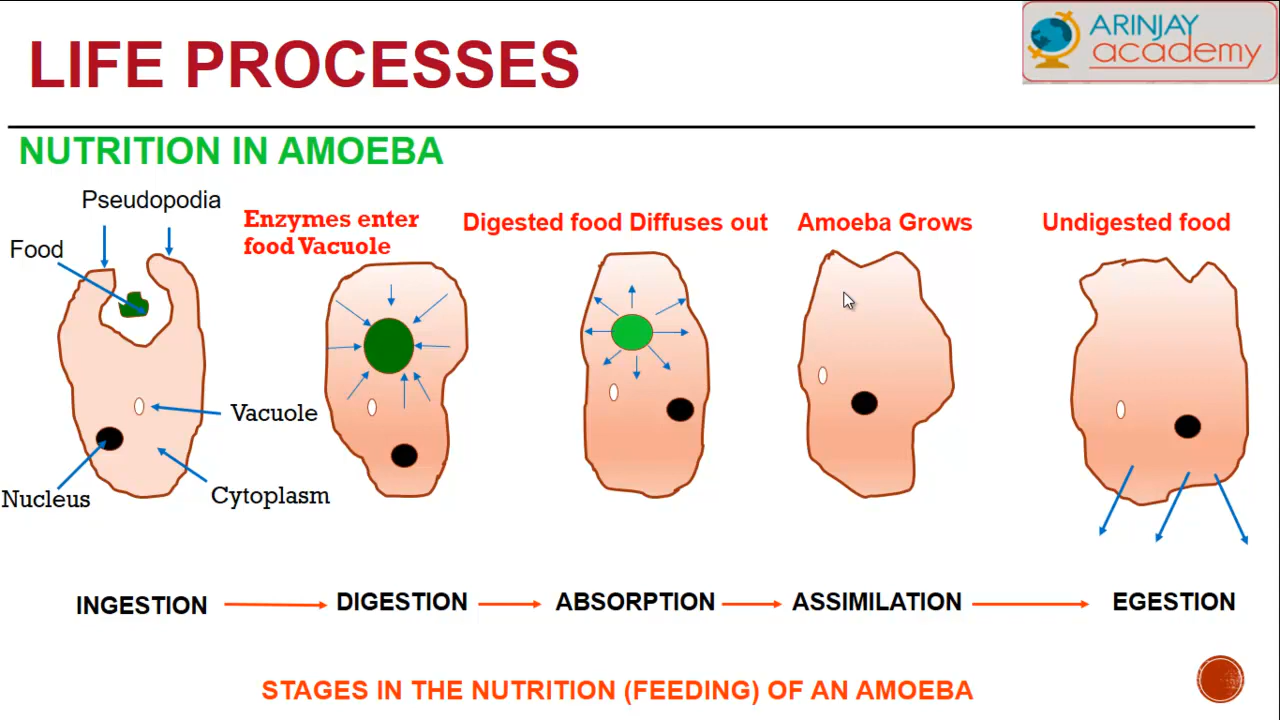 LIFE PROCESSES
ARINJAY
academy
NUTRITION IN AMOEBA
Pseudopodia
Food
Enzymes enter
food Vacuole
Digested food Diffuses out
Amoeba Grows
Undigested food
Vacuole
Nucleus
Cytoplasm
INGESTION
DIGESTION
ABSORPTION
ASSIMILATION
EGESTION
STAGES IN THE NUTRITION (FEEDING) OF AN AMOEBA